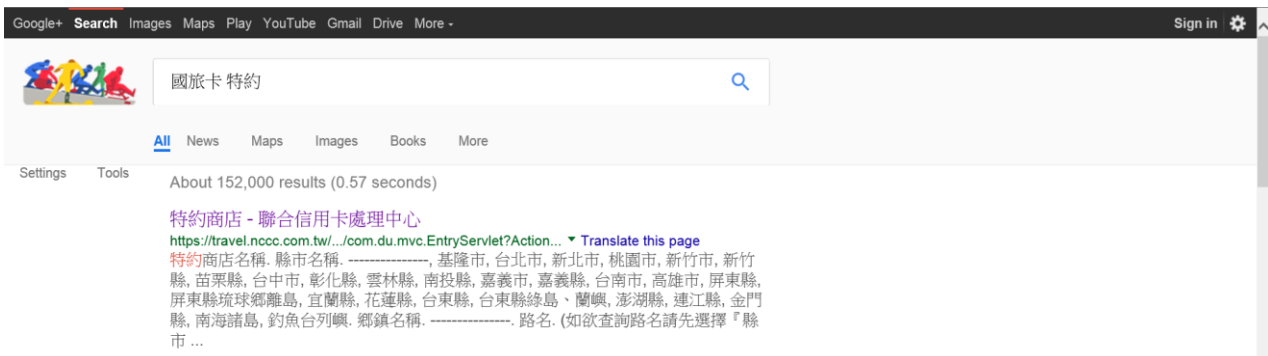 Google+ Search Images Maps Play YouTube Gmail Drive More Sign in
國旅卡 特約
All News Maps Images Books More
Settings Tools
About 152,000 results (0.57 seconds)
特約商店 - 聯合信用卡處理中心
https://travel.nccc.com.tw/.../com.du.mvc.EntryServlet?Action... Translate this page
特約商店名稱. 縣市名稱. ---------------, 基隆市, 台北市, 新北市, 桃園市, 新竹市, 新竹
縣, 苗栗縣, 台中市, 彰化縣, 雲林縣, 南投縣, 嘉義市, 嘉義縣, 台南市, 高雄市, 屏東縣,
屏東縣琉球鄉離島, 宜蘭縣, 花蓮縣, 台東縣, 台東縣綠島、蘭嶼, 澎湖縣, 連江縣, 金門
縣, 南海諸島, 釣魚台列嶼. 鄉鎮名稱. ---------------. 路名. (如欲查詢路名請先選擇『縣
市 ...